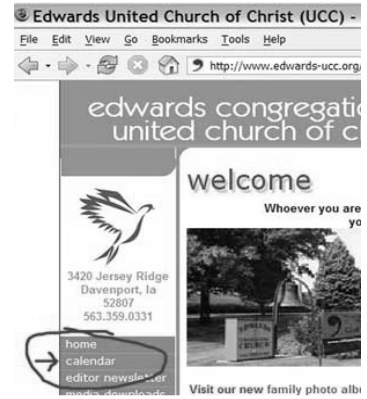 Edwards United Church of Christ (UCC) -
File Edit View Go Bookmarks Tools Help
http://www.edwards-ucc.org/
edwards congregatio
united church of c
welcome
Whoever you are
yo
3420 Jersey Ridge
Davenport, Ia
52807
563.359.0331
home
calendar
editor newsletter
media downloads
Visit our new family photo albu